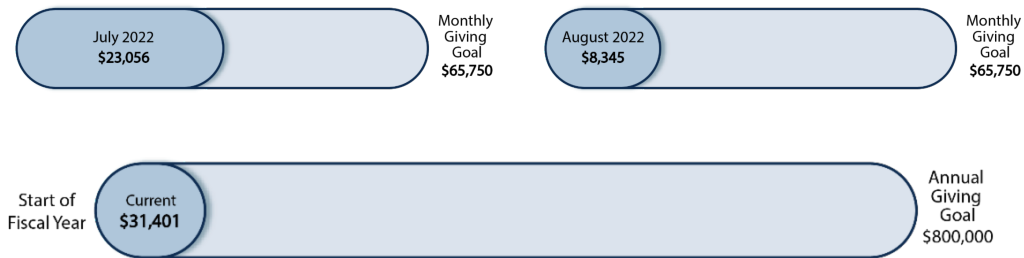 July 2022
$23,056
Monthly
Giving
Goal
$65,750
August 2022
$8,345
Monthly
Giving
Goal
$65,750
Start of
Fiscal Year
Current
$31,401
Annual
Giving
Goal
$800,000